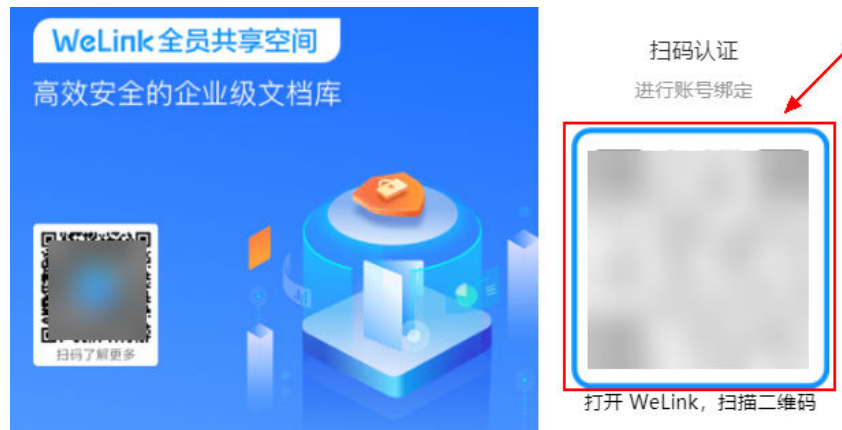 WeLink全员共享空间
高效安全的企业级文档库
扫码了解更多
扫码认证
进行账号绑定
打开 WeLink，扫描二维码